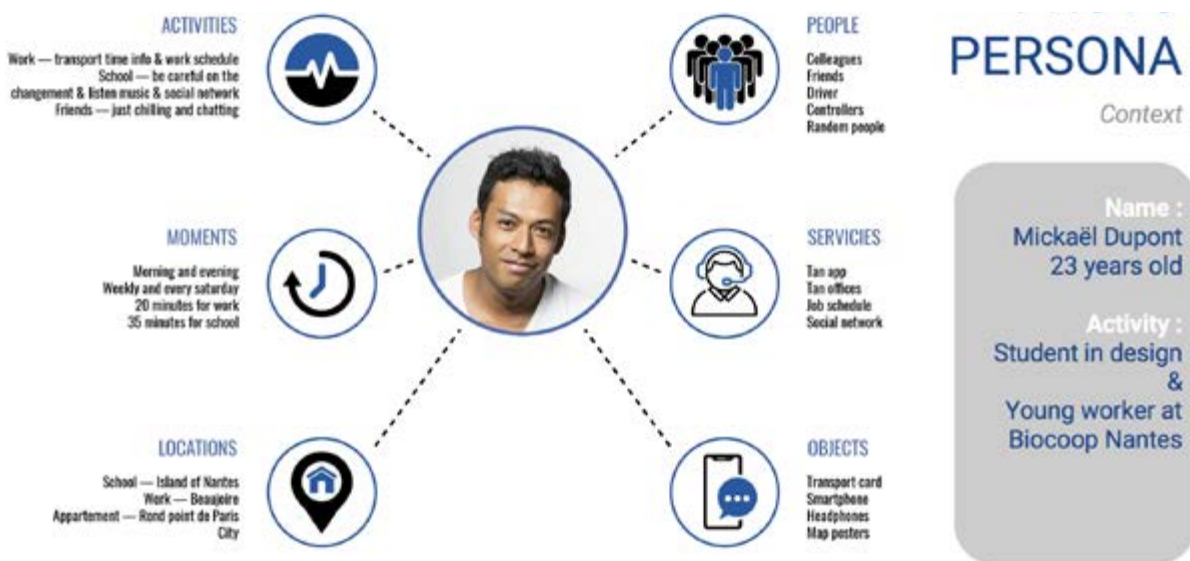 ACTIVITIES
Work — transport time info & work schedule
School — be careful on the
changement & listen music & social network
Friends — just chilling and chatting
MOMENTS
Morning and evening
Weekly and every saturday
20 minutes for work
35 minutes for school
LOCATIONS
School — Island of Nantes
Work — Beaujoire
Appartement — Rond point de Paris
City
PEOPLE
Colleagues
Friends
Driver
Controllers
Random people
SERVICIES
Tan app
Tan offices
Job schedule
Social network
OBJECTS
Transport card
Smartphone
Headphones
Map posters
PERSONA
Context
Name :
Mickaël Dupont
23 years old
Activity :
Student in design
&
Young worker at
Biocoop Nantes